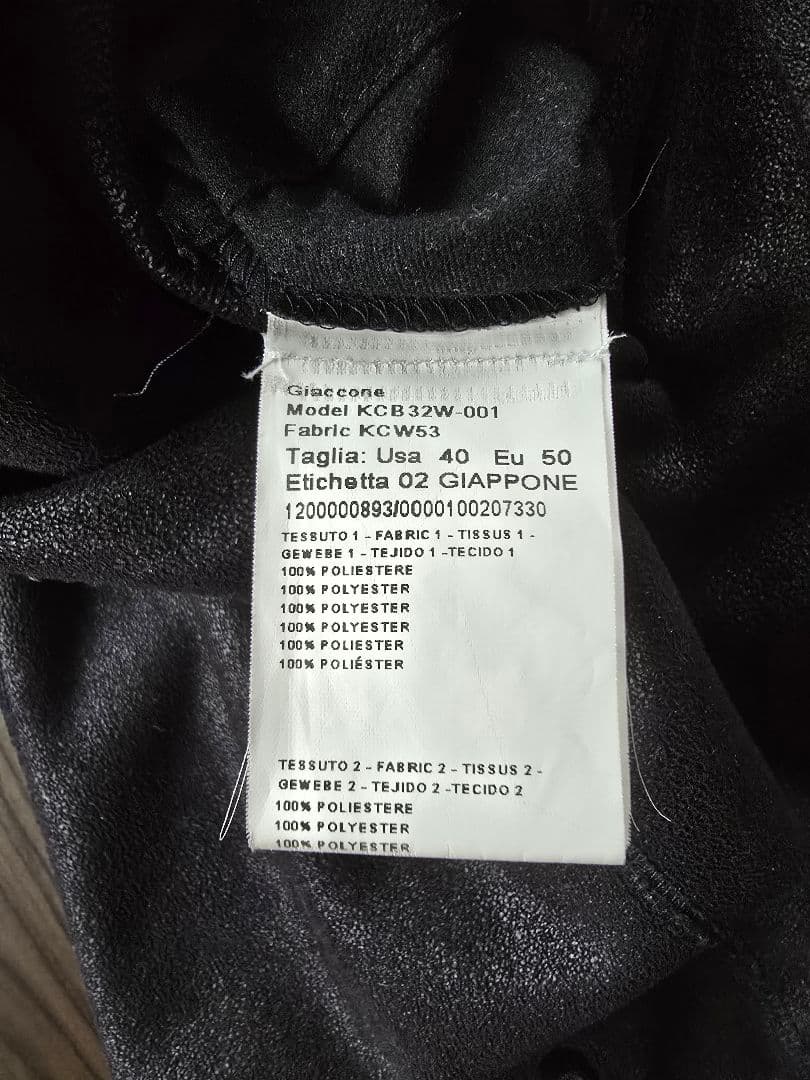 Giaccone
Model KCB32W-001
Fabric KCW53
Taglia: Usa 40 Eu 50
Etichetta 02 GIAPPONE
1200000893/0000100207330
TESSUTO 1 - FABRIC 1 - TISSUS 1 -
GEWEBE 1 - TEJIDO 1 -TECIDO 1
100% POLIESTERE
100% POLYESTER
100% POLYESTER
100% POLYESTER
100% POLIESTER
100% POLIÉSTER
TESSUTO 2 - FABRIC 2 - TISSUS 2 -
GEWEBE 2 - TEJIDO 2 -TECIDO 2
100% POLIESTERE
100% POLYESTER
100% POLYESTER